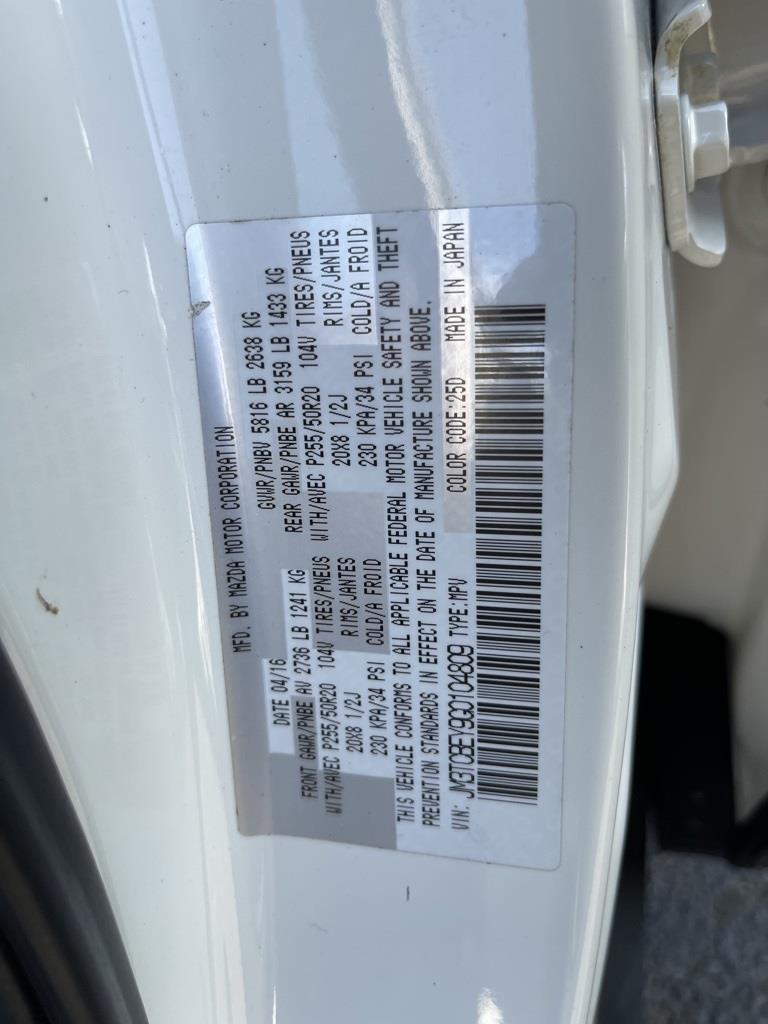 MFD. BY MAZDA MOTOR CORPORATION
DATE 04/16 GVWR/PNBV 5816 LB 2638 KG
FRONT GAWR/PNBE AV 2736 LB 1241 KG REAR GAWR/PNBE AR 3159 LB 1433 KG
WITH/AVEC P255/50R20 104V TIRES/PNEUS WITH/AVEC P255/50R20 104V TIRES/PNEUS
20X8 1/2J RIMS/JANTES 20X8 1/2J RIMS/JANTES
230 KPA/34 PSI COLD/A FROID 230 KPA/34 PSI COLD/A FROID
THIS VEHICLE CONFORMS TO ALL APPLICABLE FEDERAL MOTOR VEHICLE SAFETY AND THEFT
PREVENTION STANDARDS IN EFFECT ON THE DATE OF MANUFACTURE SHOWN ABOVE.
VIN: JM3TCBEY9G0104809 TYPE:MPV COLOR CODE:25D MADE IN JAPAN